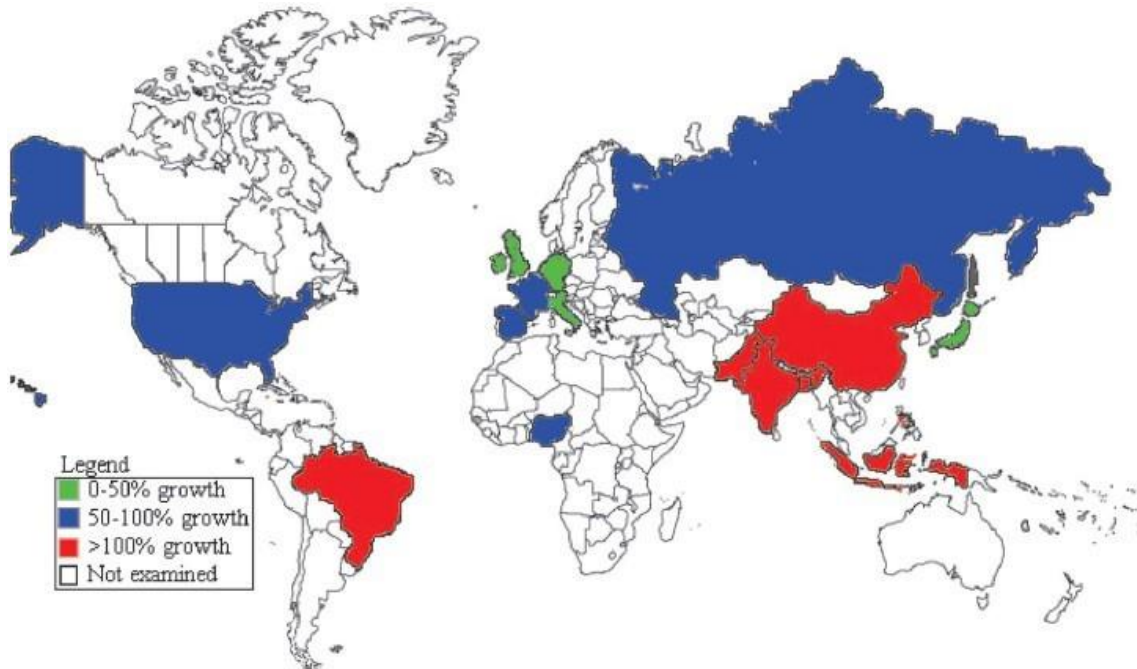 Legend
0-50% growth
50-100% growth
>100% growth
Not examined